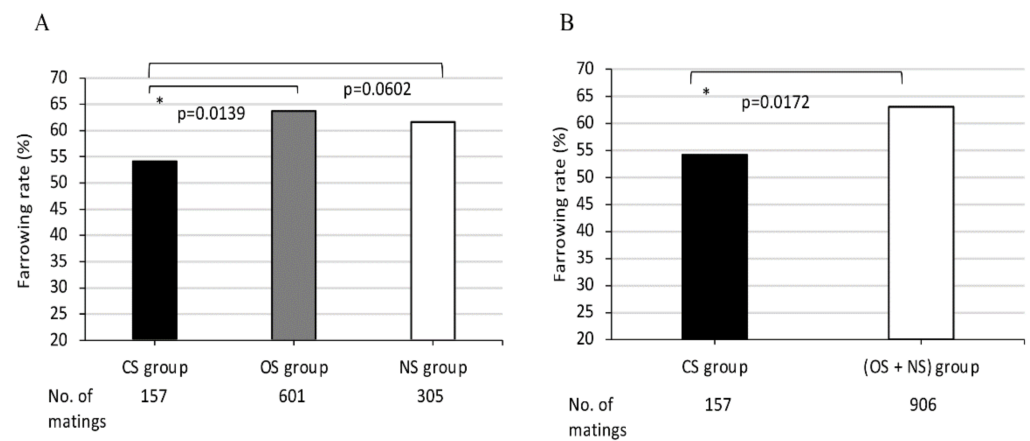 A
Farrowing rate (%)
70
65
60
55
50
45
40
35
30
25
20
*
p=0.0139
p=0.0602
CS group
OS group
NS group
No. of
matings
157
601
305
B
Farrowing rate (%)
70
65
60
55
50
45
40
35
30
25
20
*
p=0.0172
CS group
(OS + NS) group
No. of
matings
157
906